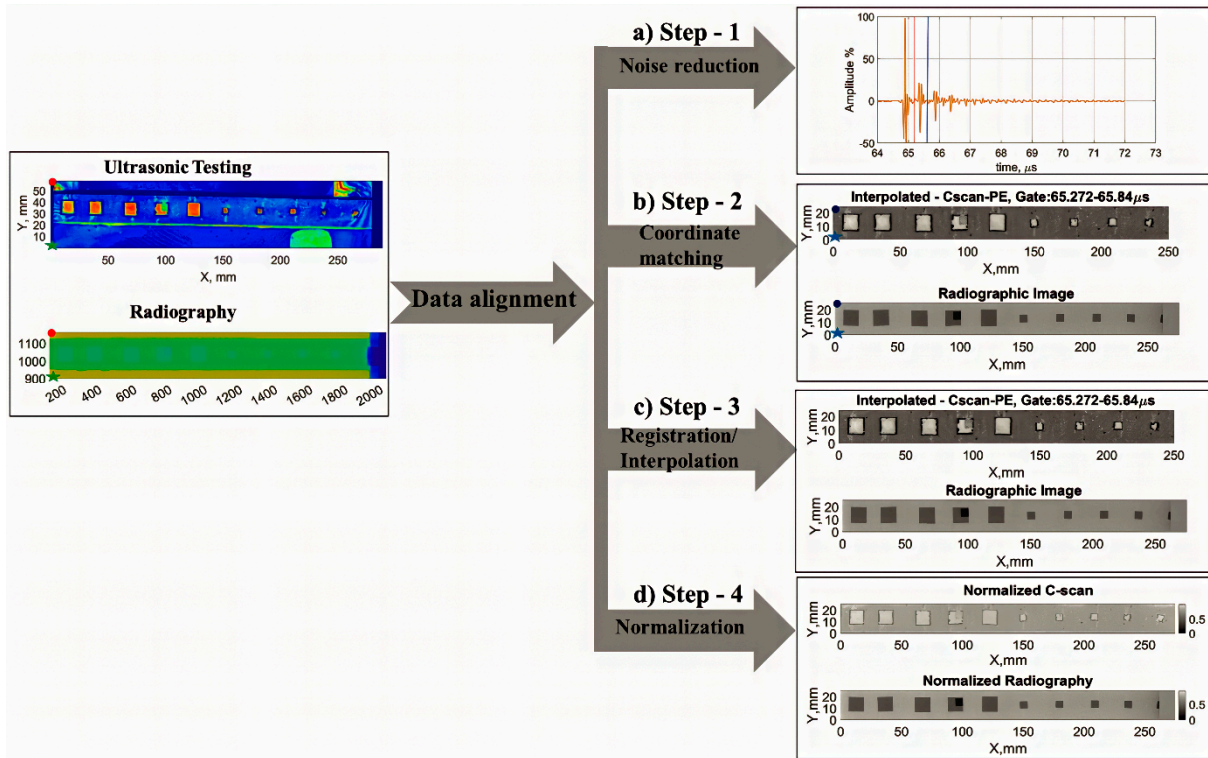 Ultrasonic Testing
Y, mm
50
40
30
20
10
50
100
150
200
250
X, mm
Radiography
1100
1000
900
200
400
600
800
1000
1200
1400
1600
1800
2000
Data alignment
a) Step - 1
Noise reduction
Amplitude %
100
50
0
-50
64
65
66
67
68
69
70
71
72
73
time, μs
b) Step - 2
Coordinate
matching
Interpolated - Cscan-PE, Gate:65.272-65.84μs
Y,mm
20
10
0
0
50
100
150
200
250
X,mm
Radiographic Image
Y,mm
20
10
0
0
50
100
150
200
250
X,mm
c) Step - 3
Registration/
Interpolation
Interpolated - Cscan-PE, Gate:65.272-65.84μs
Y,mm
20
10
0
0
50
100
150
200
250
X,mm
Radiographic Image
Y,mm
20
10
0
0
50
100
150
200
250
X,mm
d) Step - 4
Normalization
Normalized C-scan
Y,mm
20
10
0
0.5
0
0
50
100
150
200
250
X,mm
Normalized Radiography
Y,mm
20
10
0
0.5
0
0
50
100
150
200
250
X,mm